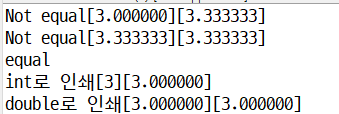 Not equal[3.000000][3.333333]
Not equal[3.333333][3.333333]
equal
int로 인쇄[3][3.000000]
double로 인쇄[3.000000][3.000000]